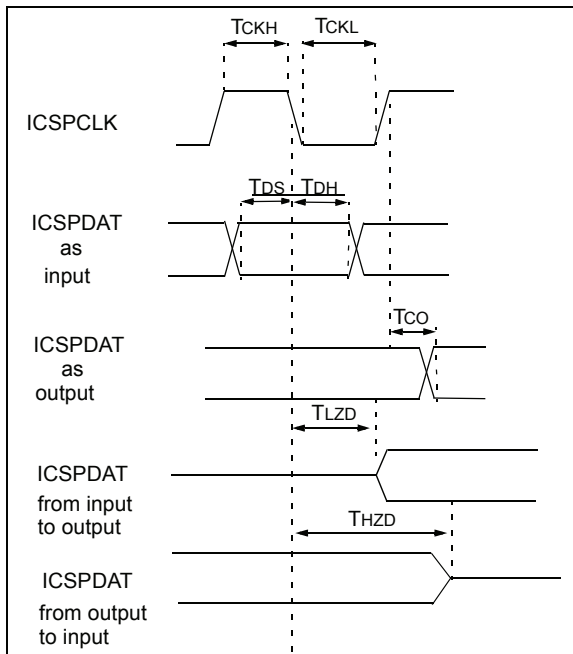 TCKH
TCKL
ICSPCLK
TDS
TDH
ICSPDAT
as
input
TCO
ICSPDAT
as
output
TLZD
ICSPDAT
from input
to output
THZD
ICSPDAT
from output
to input